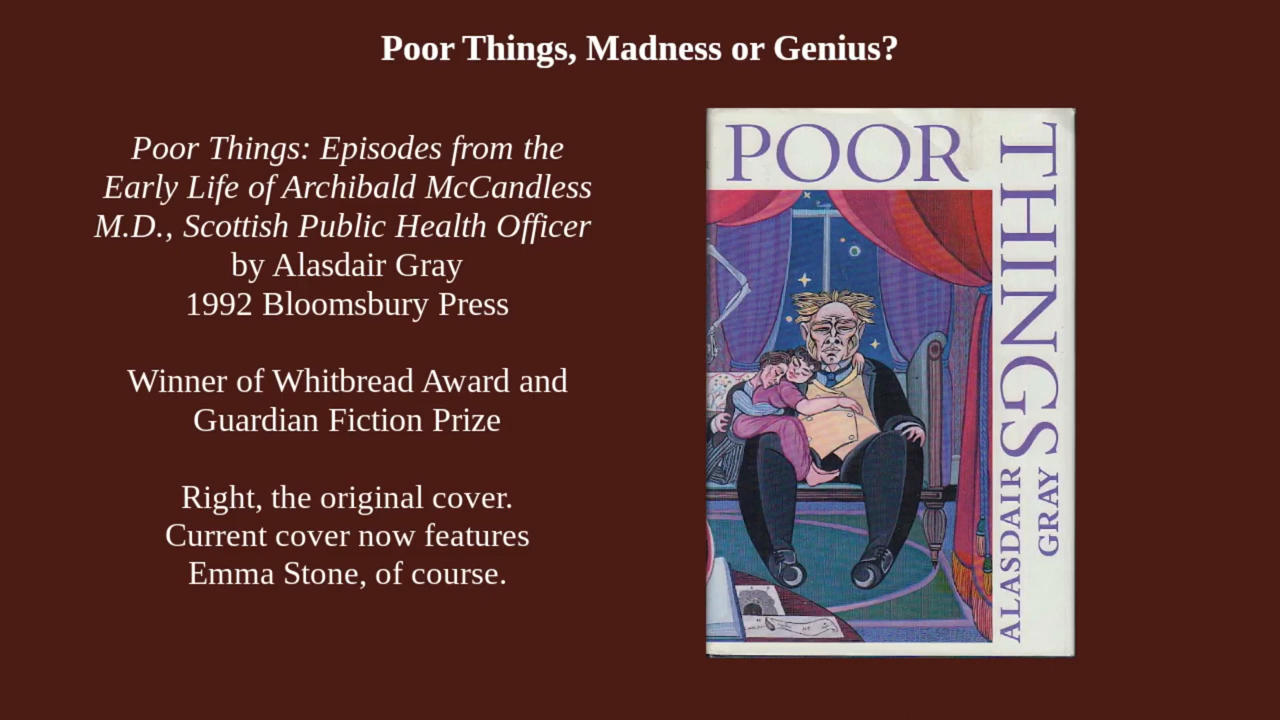 Poor Things, Madness or Genius?
Poor Things: Episodes from the
Early Life of Archibald McCandless
M.D., Scottish Public Health Officer
by Alasdair Gray
1992 Bloomsbury Press
Winner of Whitbread Award and
Guardian Fiction Prize
Right, the original cover.
Current cover now features
Emma Stone, of course.
POOR
THINGS
ALASDAIR
GRAY